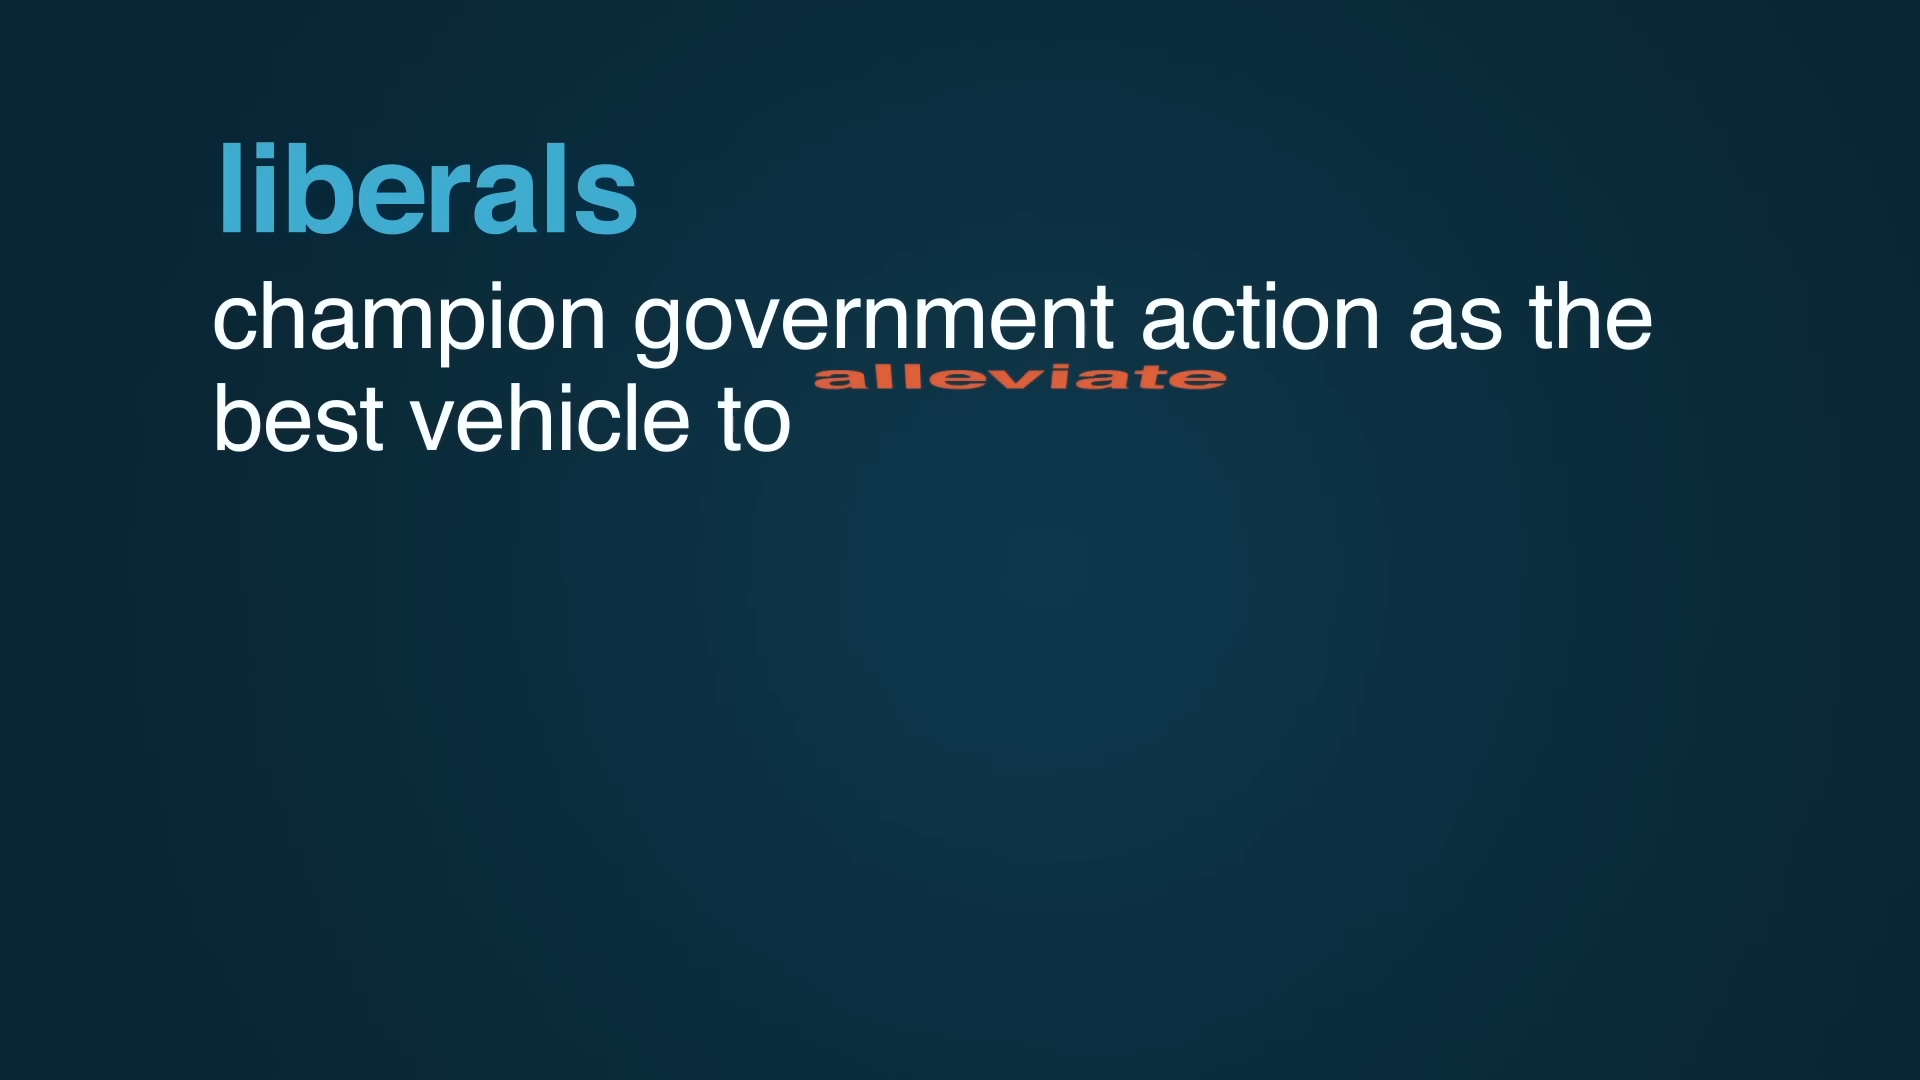 liberals
champion government action as the
best vehicle to alleviate